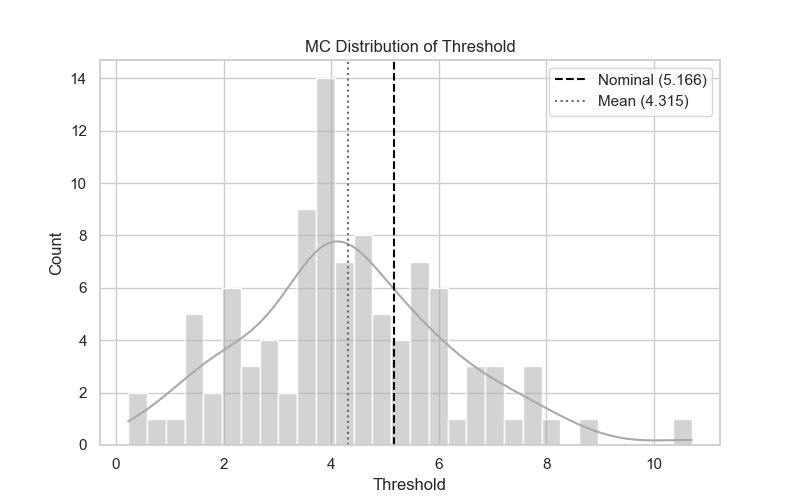 MC Distribution of Threshold
Nominal (5.166)
Mean (4.315)
14
12
10
8
6
4
2
0
Count
0 2 4 6 8 10
Threshold